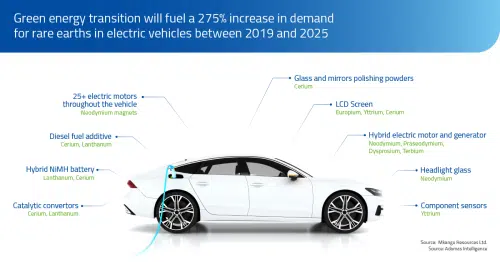 Green energy transition will fuel a 275% increase in demand
for rare earths in electric vehicles between 2019 and 2025
Glass and mirrors polishing powders
Cerium
25+ electric motors
throughout the vehicle
Neodymium magnets
LCD Screen
Europium, Yttrium, Cerium
Diesel fuel additive
Cerium, Lanthanum
Hybrid electric motor and generator
Neodymium, Praseodymium,
Dysprosium, Terbium
Hybrid NiMH battery
Lanthanum, Cerium
Headlight glass
Neodymium
Catalytic convertors
Cerium, Lanthanum
Component sensors
Yttrium
Source: Mkango Resources Ltd.
Source: Adamas Intelligence